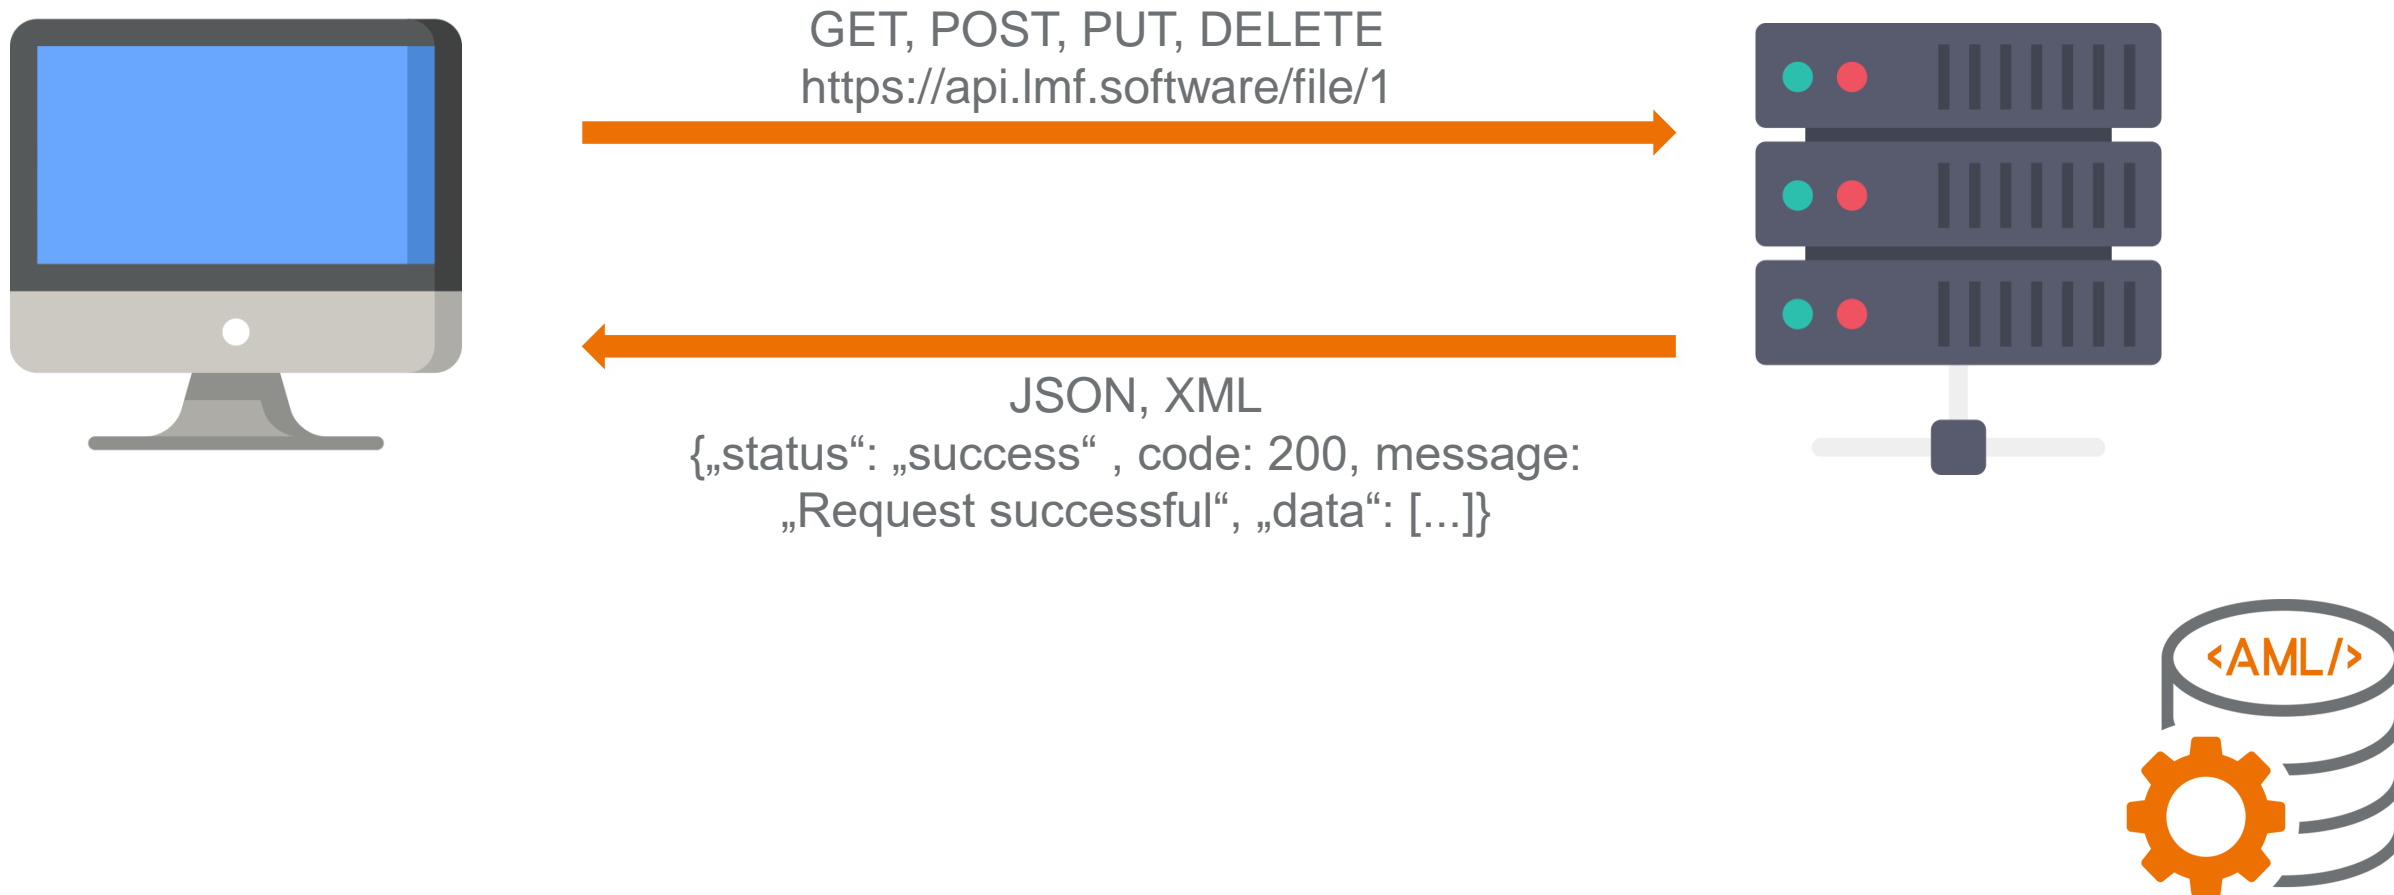 GET, POST, PUT, DELETE
https://api.lmf.software/file/1
JSON, XML
{„status“: „success“ , code: 200, message:
„Request successful“, „data“: [...]}
<AML/>